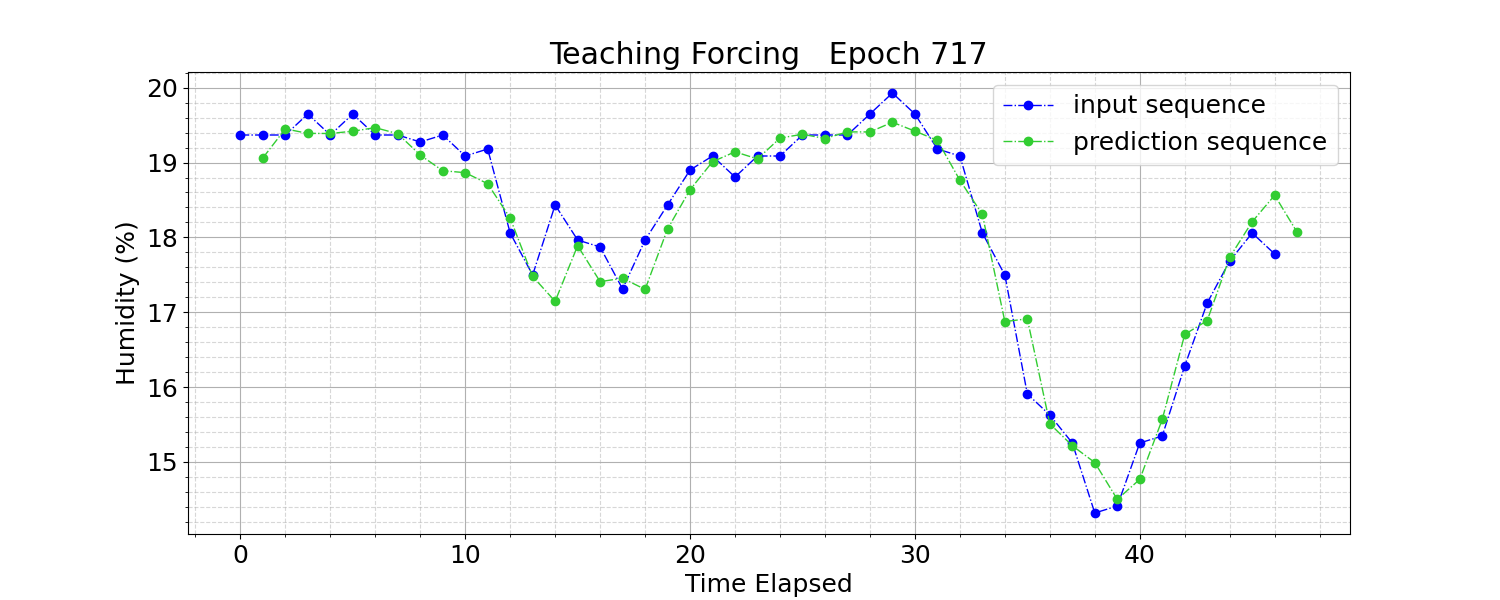 Teaching Forcing   Epoch 717
input sequence
prediction sequence
Humidity (%)
20
19
18
17
16
15
0 10 20 30 40
Time Elapsed